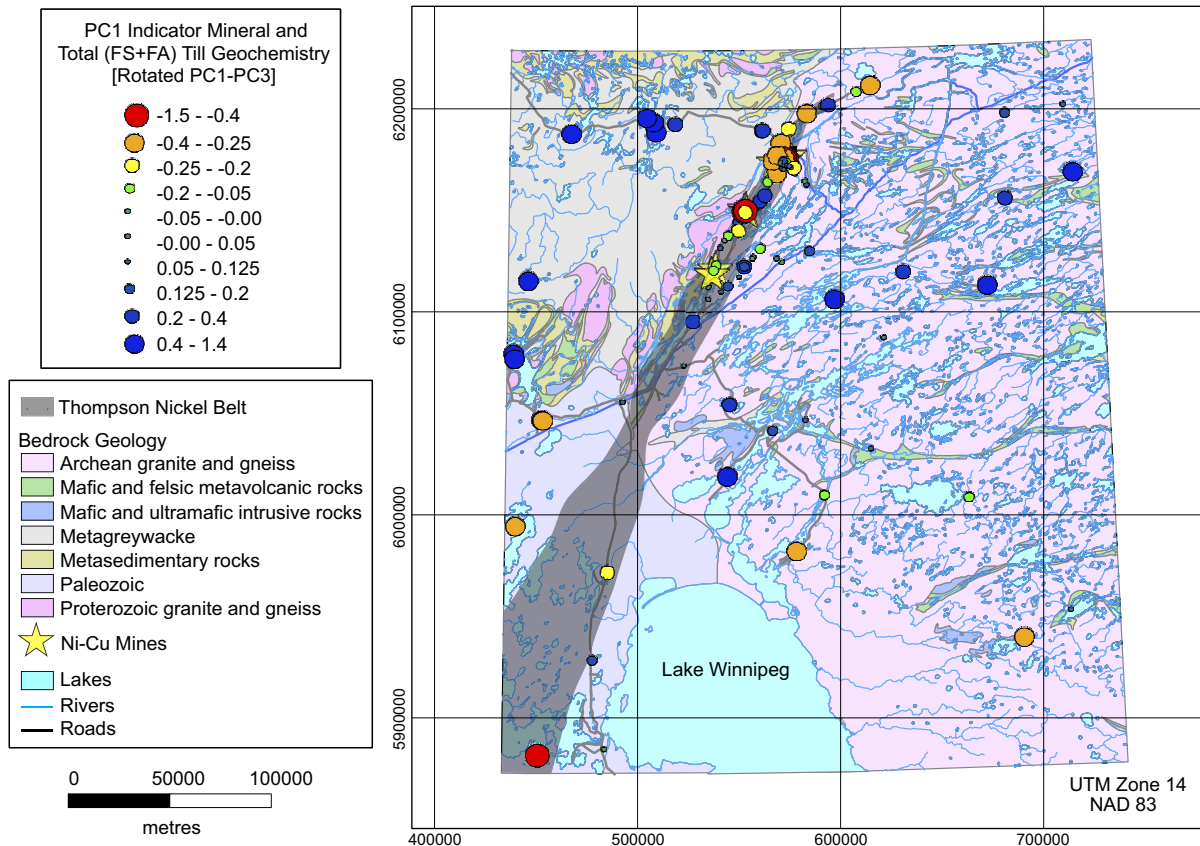 PC1 Indicator Mineral and
Total (FS+FA) Till Geochemistry
[Rotated PC1-PC3]
-1.5 - -0.4
-0.4 - -0.25
-0.25 - -0.2
-0.2 - -0.05
-0.05 - -0.00
-0.00 - 0.05
0.05 - 0.125
0.125 - 0.2
0.2 - 0.4
0.4 - 1.4
Thompson Nickel Belt
Bedrock Geology
Archean granite and gneiss
Mafic and felsic metavolcanic rocks
Mafic and ultramafic intrusive rocks
Metagreywacke
Metasedimentary rocks
Paleozoic
Proterozoic granite and gneiss
Ni-Cu Mines
Lakes
Rivers
Roads
0 50000 100000
metres
6200000
6100000
6000000
5900000
Lake Winnipeg
UTM Zone 14
NAD 83
400000 500000 600000 700000